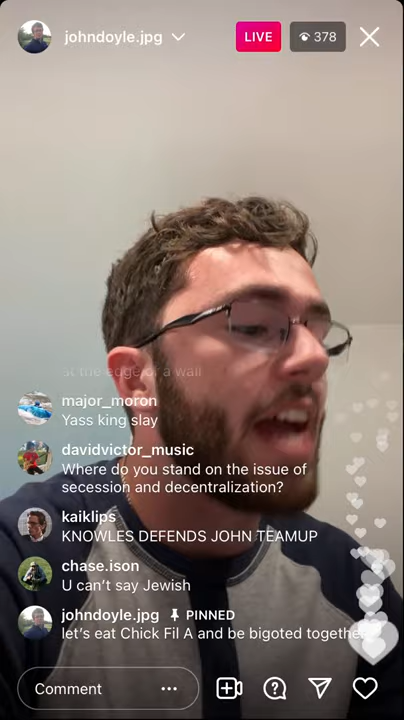 johndoyle.jpg
LIVE
378
at the edge of a wall
major_moron
Yass king slay
davidvictor_music
Where do you stand on the issue of
secession and decentralization?
kaiklips
KNOWLES DEFENDS JOHN TEAMUP
chase.ison
U can’t say Jewish
johndoyle.jpg PINNED
let’s eat Chick Fil A and be bigoted together
Comment